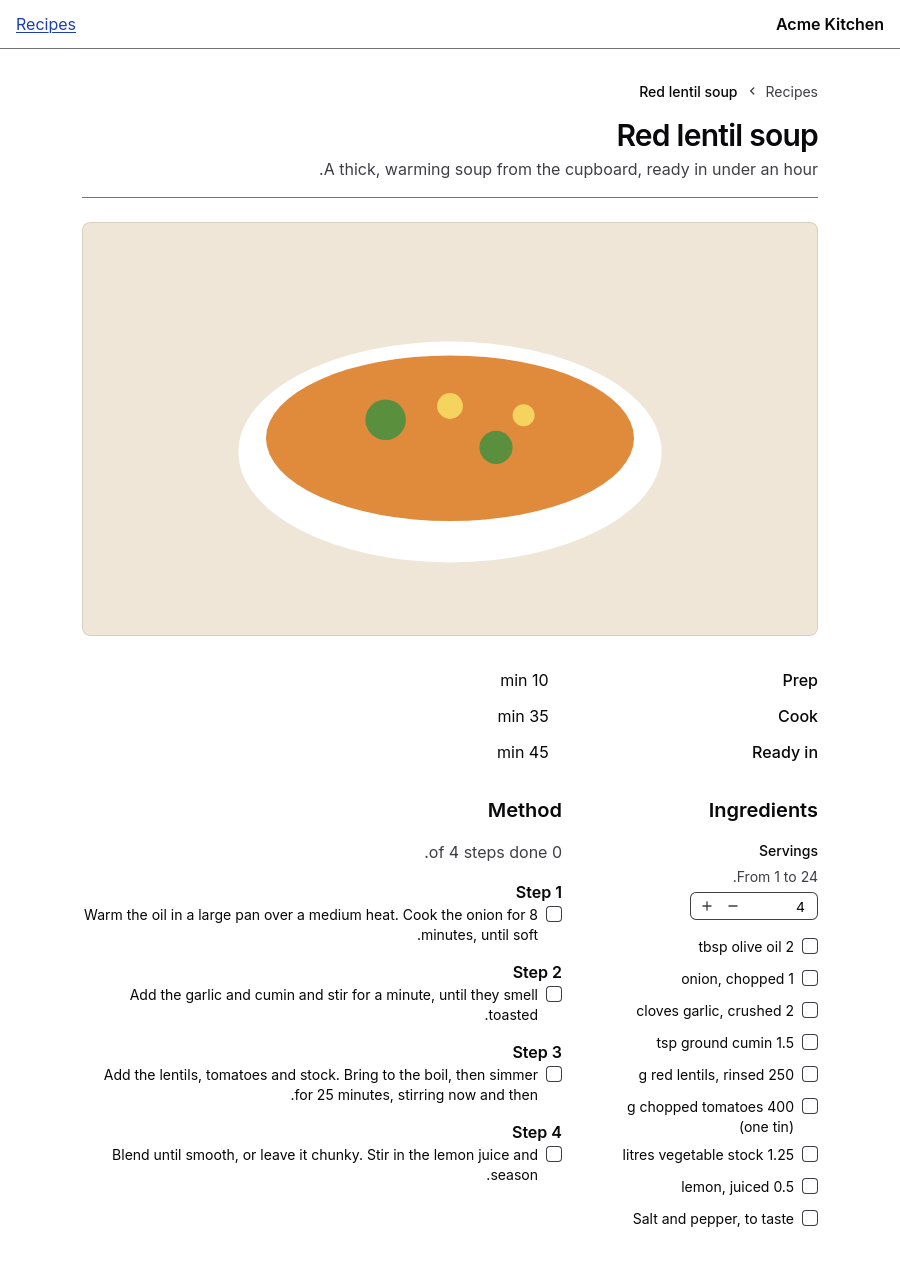 Acme Kitchen
Recipes
Red lentil soup ‹ Recipes
Red lentil soup
.A thick, warming soup from the cupboard, ready in under an hour
Prep
min 10
Cook
min 35
Ready in
min 45
Ingredients
Servings
.From 1 to 24
4
tbsp olive oil 2
onion, chopped 1
cloves garlic, crushed 2
tsp ground cumin 1.5
g red lentils, rinsed 250
g chopped tomatoes 400
(one tin)
litres vegetable stock 1.25
lemon, juiced 0.5
Salt and pepper, to taste
Method
.of 4 steps done 0
Step 1
Warm the oil in a large pan over a medium heat. Cook the onion for 8
.minutes, until soft
Step 2
Add the garlic and cumin and stir for a minute, until they smell
.toasted
Step 3
Add the lentils, tomatoes and stock. Bring to the boil, then simmer
.for 25 minutes, stirring now and then
Step 4
Blend until smooth, or leave it chunky. Stir in the lemon juice and
.season